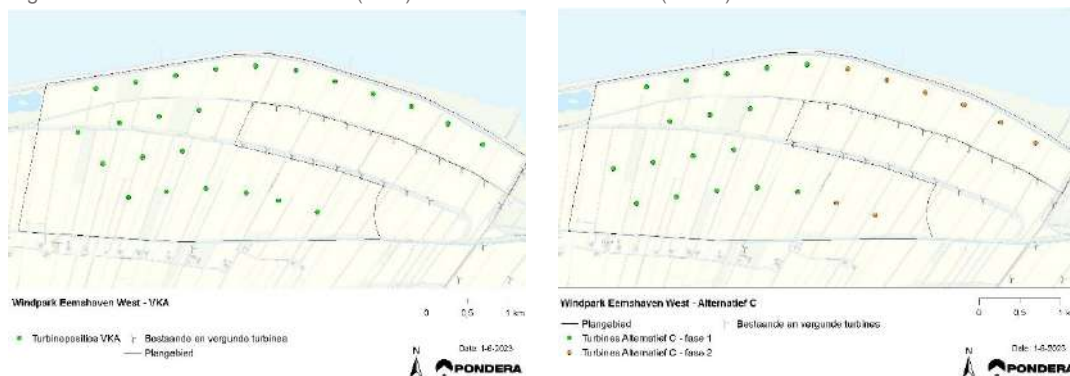 Windpark Eemshaven West - VKA
0 0,5 1 km
Turbineposities VKA
Bestaande en vergunde turbines
Plangebied
N
Date: 1-6-2023
PONDERA
Windpark Eemshaven West - Alternatief C
0 0,5 1 km
Plangebied
Bestaande en vergunde turbines
Turbines Alternatief C - fase 1
Turbines Alternatief C - fase 2
N
Date: 1-6-2023
PONDERA